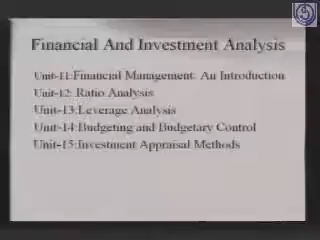 Financial And Investment Analysis
Unit-11:Financial Management: An Introduction
Unit-12: Ratio Analysis
Unit-13:Leverage Analysis
Unit-14:Budgeting and Budgetary Control
Unit-15:Investment Appraisal Methods